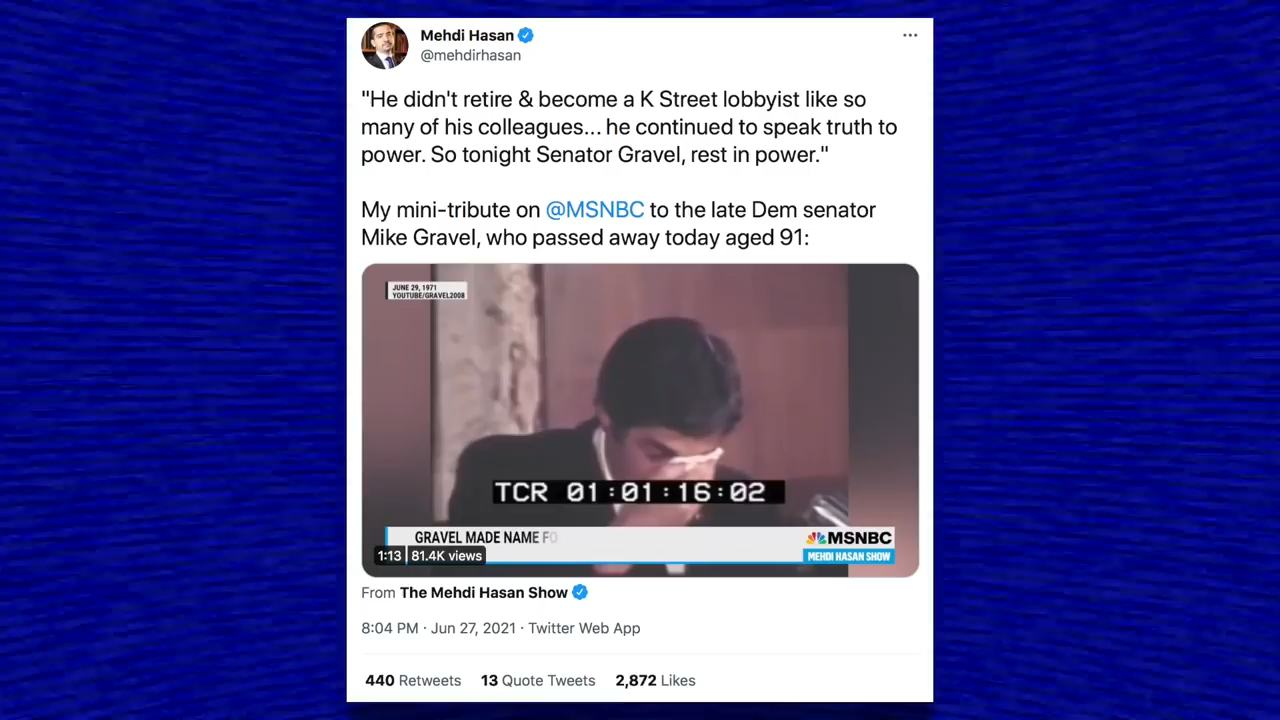 Mehdi Hasan
@mehdirhasan
"He didn't retire & become a K Street lobbyist like so
many of his colleagues... he continued to speak truth to
power. So tonight Senator Gravel, rest in power."
My mini-tribute on @MSNBC to the late Dem senator
Mike Gravel, who passed away today aged 91:
JUNE 29, 1971
YOUTUBE/GRAVEL2008
TCR 01:01:16:02
GRAVEL MADE NAME FO
MSNBC
1:13 81.4K views
MEHDI HASAN SHOW
From The Mehdi Hasan Show
8:04 PM · Jun 27, 2021 · Twitter Web App
440 Retweets 13 Quote Tweets 2,872 Likes